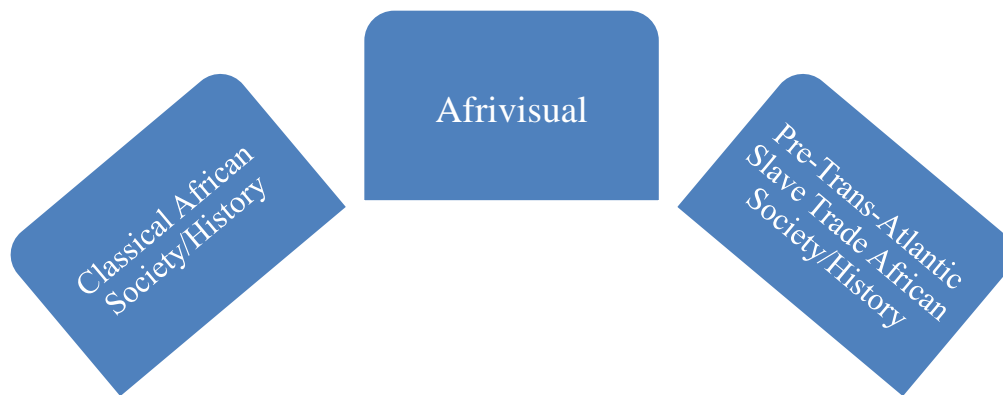 Classical African
Society/History
Afrivisual
Pre-Trans-Atlantic
Slave Trade African
Society/History